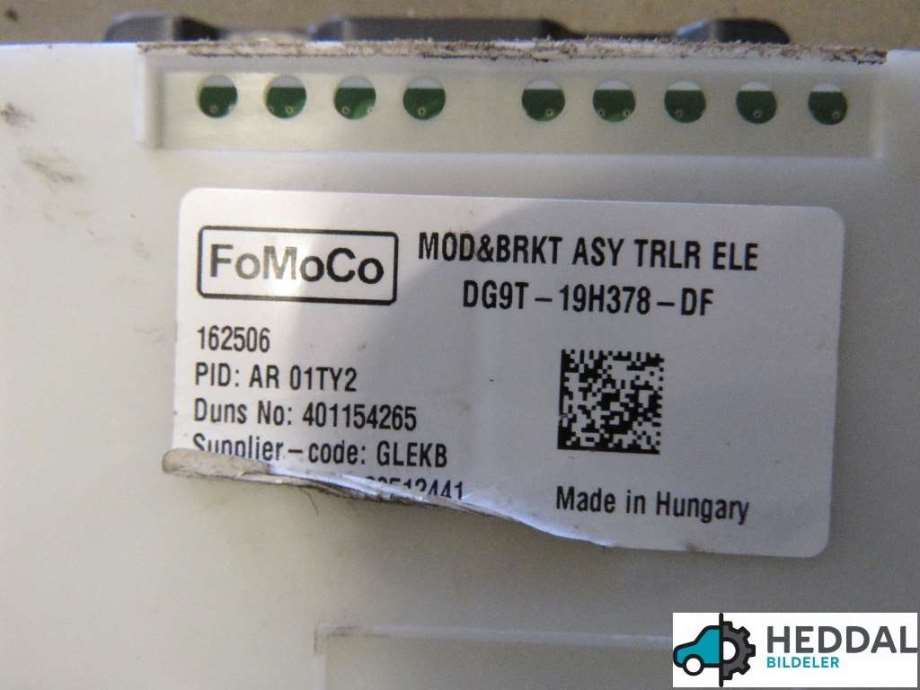 FoMoCo
MOD&BRKT ASY TRLR ELE
DG9T-19H378-DF
162506
PID: AR 01TY2
Duns No: 401154265
Supplier-code: GLEKB
Made in Hungary
HEDDAL
BILDELER